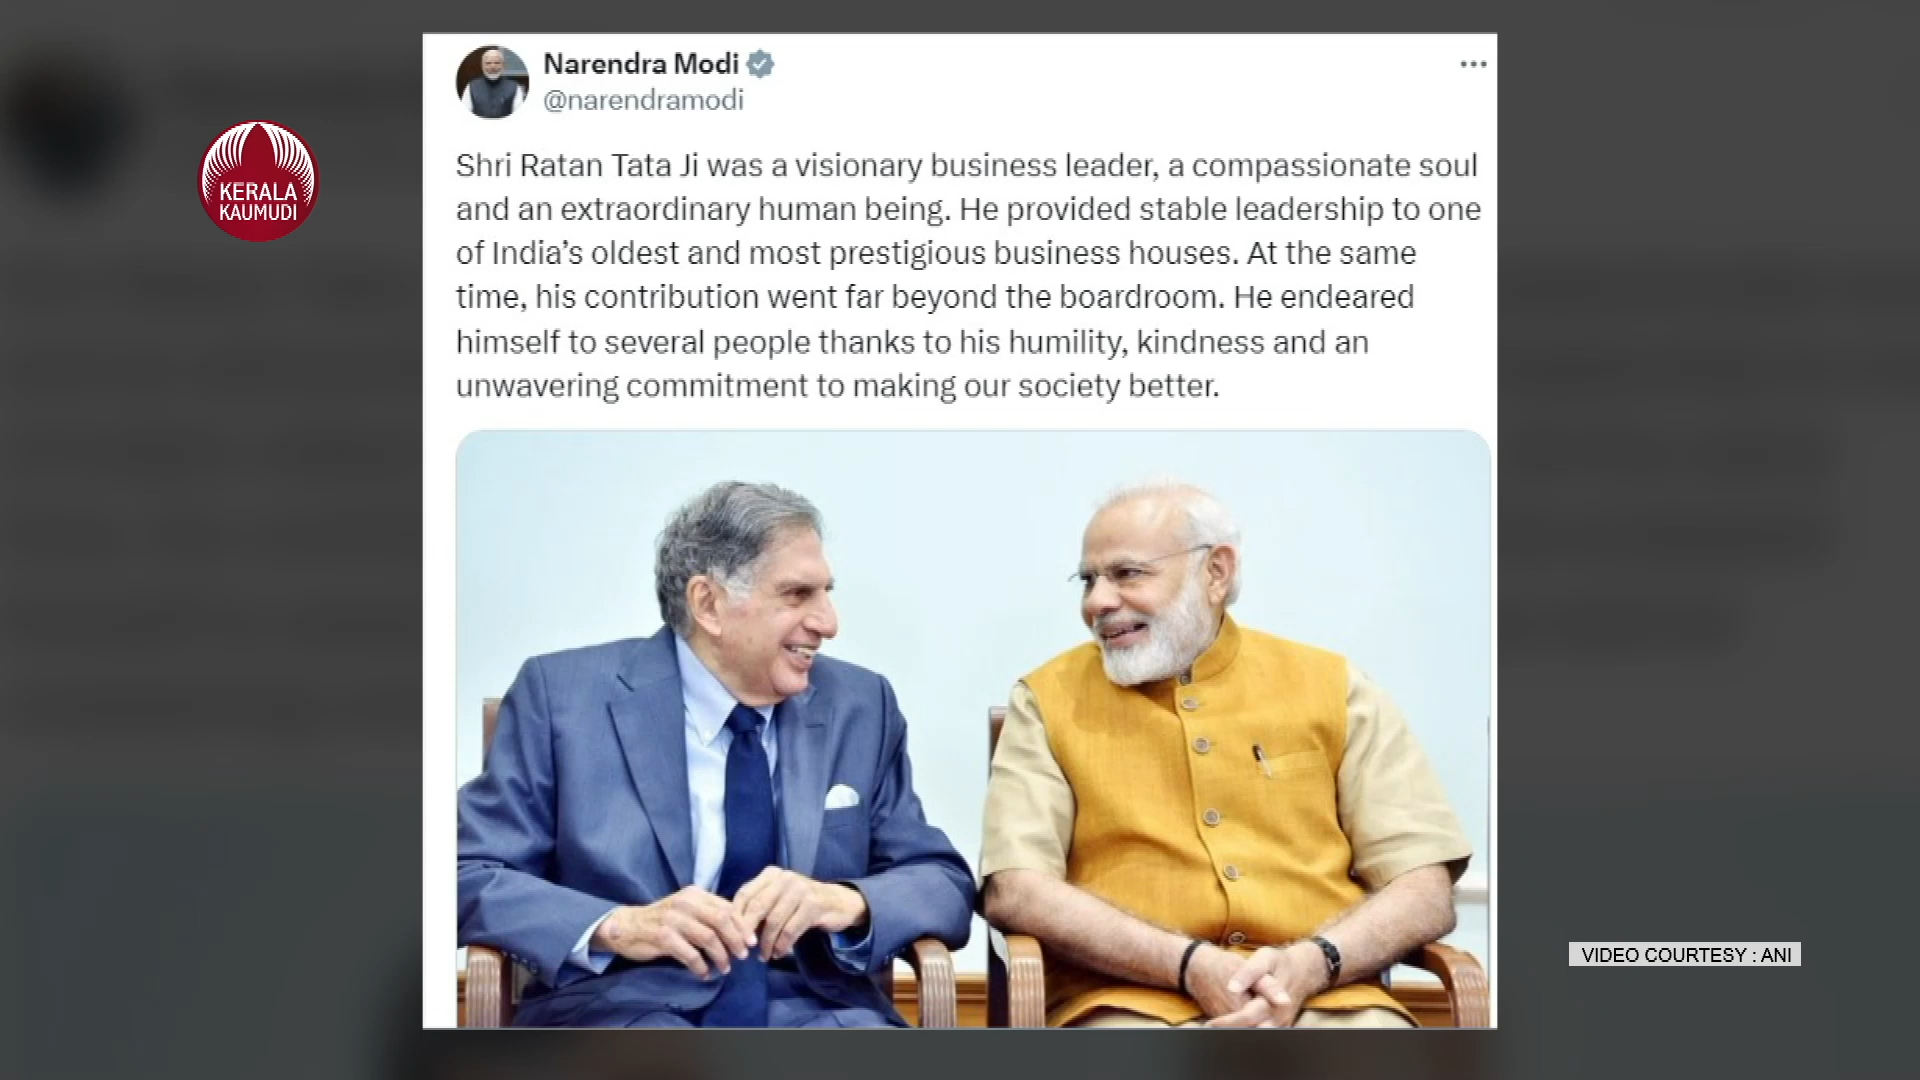 Narendra Modi
@narendramodi
Shri Ratan Tata Ji was a visionary business leader, a compassionate soul
and an extraordinary human being. He provided stable leadership to one
of India’s oldest and most prestigious business houses. At the same
time, his contribution went far beyond the boardroom. He endeared
himself to several people thanks to his humility, kindness and an
unwavering commitment to making our society better.
KERALA
KAUMUDI
VIDEO COURTESY : ANI